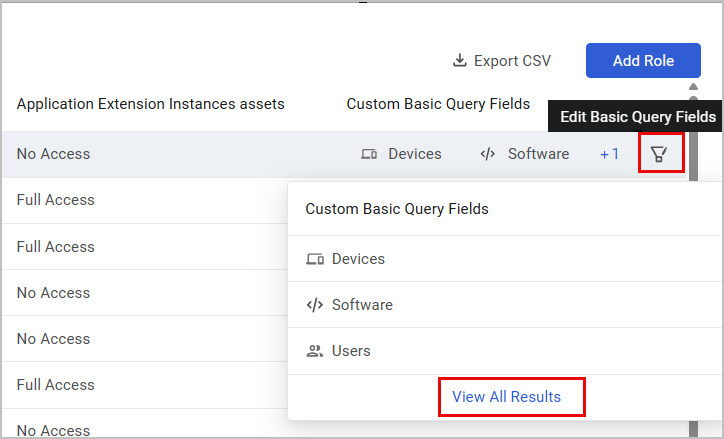 Export CSV Add Role
Application Extension Instances assets Custom Basic Query Fields
Edit Basic Query Fields
No Access Devices Software +1
Full Access
Full Access
No Access
No Access
Full Access
No Access
Custom Basic Query Fields
Devices
Software
Users
View All Results